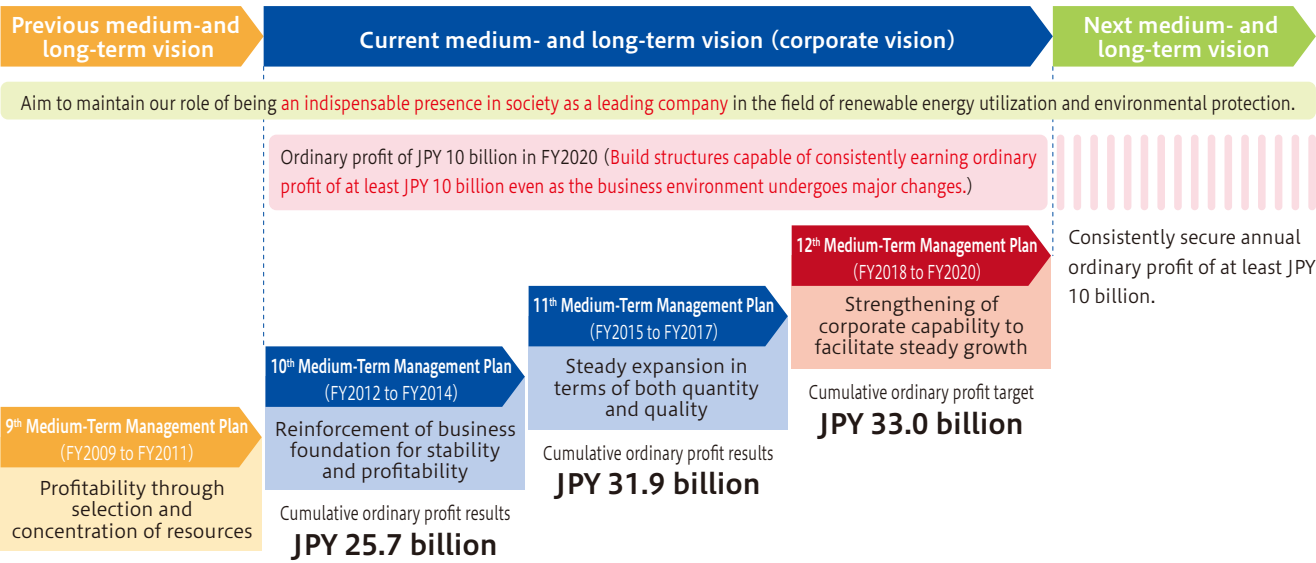 Previous medium-and
long-term vision
Current medium- and long-term vision (corporate vision)
Next medium- and
long-term vision
Aim to maintain our role of being an indispensable presence in society as a leading company in the field of renewable energy utilization and environmental protection.
Ordinary profit of JPY 10 billion in FY2020 (Build structures capable of consistently earning ordinary
profit of at least JPY 10 billion even as the business environment undergoes major changes.)
9th Medium-Term Management Plan
(FY2009 to FY2011)
Profitability through
selection and
concentration of resources
10th Medium-Term Management Plan
(FY2012 to FY2014)
Reinforcement of business
foundation for stability
and profitability
Cumulative ordinary profit results
JPY 25.7 billion
11th Medium-Term Management Plan
(FY2015 to FY2017)
Steady expansion in
terms of both quantity
and quality
Cumulative ordinary profit results
JPY 31.9 billion
12th Medium-Term Management Plan
(FY2018 to FY2020)
Strengthening of
corporate capability to
facilitate steady growth
Cumulative ordinary profit target
JPY 33.0 billion
Consistently secure annual
ordinary profit of at least JPY
10 billion.